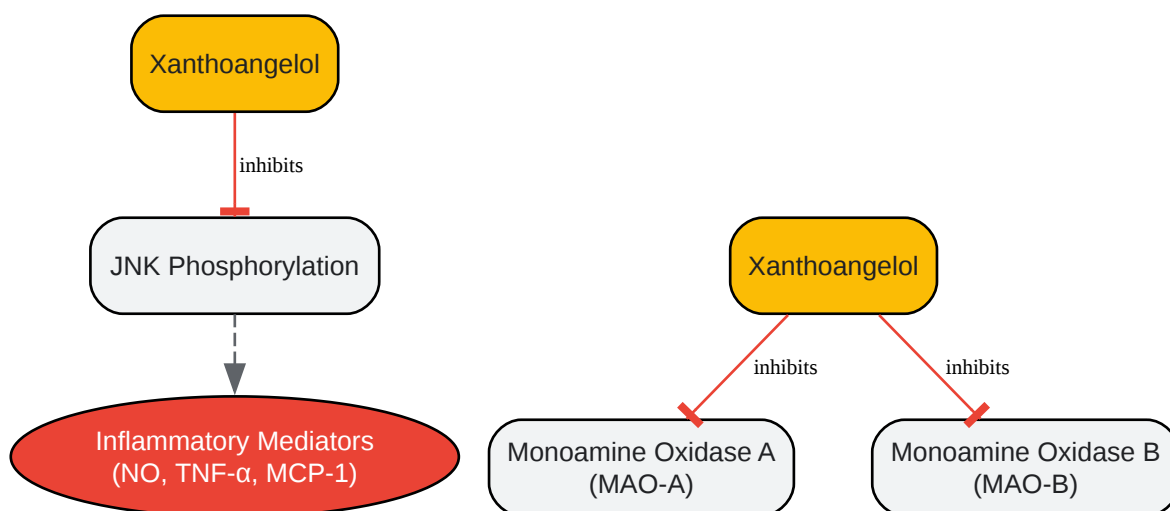 Xanthoangelol
inhibits
JNK Phosphorylation
Inflammatory Mediators
(NO, TNF-α, MCP-1)
Xanthoangelol
inhibits
inhibits
Monoamine Oxidase A
(MAO-A)
Monoamine Oxidase B
(MAO-B)